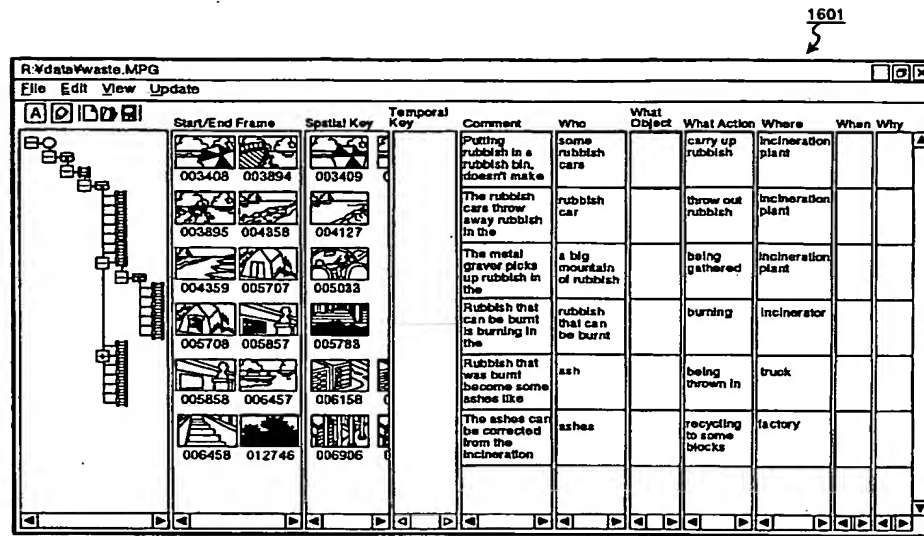 1601
R:¥data¥waste.MPG
File Edit View Update
A
Start/End Frame Spatial Key Temporal Key Comment Who What Object What Action Where When Why
003408 003894 003409
Putting rubbish in a rubbish bin, doesn't make
some rubbish cars
carry up rubbish
incineration plant
003895 004358 004127
The rubbish cars throw away rubbish in the
rubbish car
throw out rubbish
incineration plant
004359 005707 005033
The metal graver picks up rubbish in the
a big mountain of rubbish
being gathered
incineration plant
005708 005857 005783
Rubbish that can be burnt is burning in the
rubbish that can be burnt
burning
incinerator
005858 006457 006158
Rubbish that was burnt become some ashes like
ash
being thrown in
truck
006458 012746 006906
The ashes can be corrected from the incineration
ashes
recycling to some blocks
factory